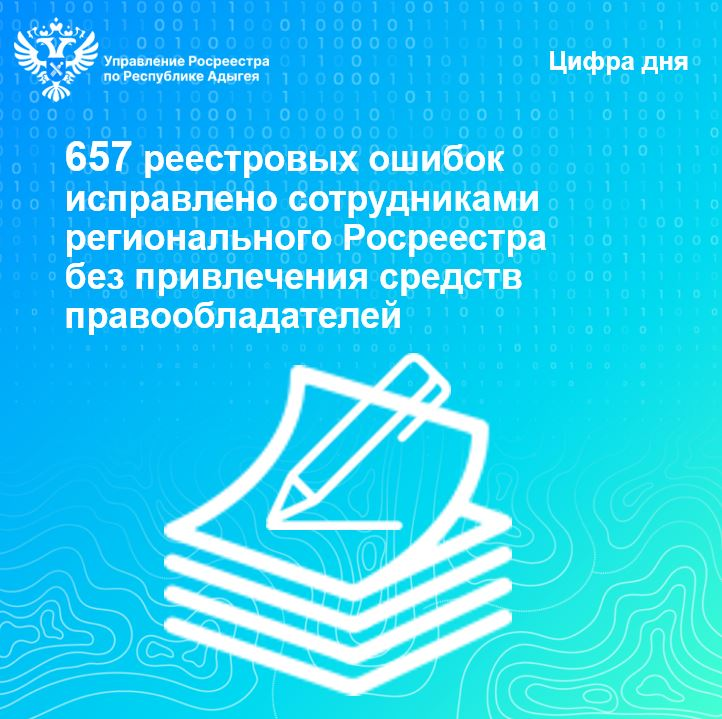 Управление Росреестра
по Республике Адыгея
Цифра дня
657 реестровых ошибок
исправлено сотрудниками
регионального Росреестра
без привлечения средств
правообладателей